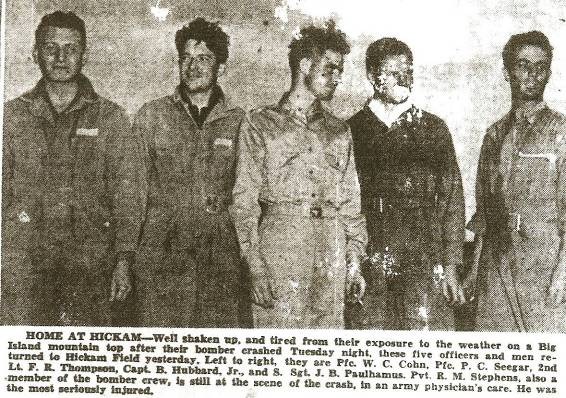 HOME AT HICKAM—Well shaken up, and tired from their exposure to the weather on a Big
Island mountain top after their bomber crashed Tuesday night, these five officers and men re-
turned to Hickam Field yesterday. Left to right, they are Pfc. W. C. Cohn, Pfc. P. C. Seegar, 2nd
Lt. F. R. Thompson, Capt. B. Hubbard, Jr., and S. Sgt. J. B. Paulhamus. Pvt. R. M. Stephens, also a
member of the bomber crew, is still at the scene of the crash, in an army physician's care. He was
the most seriously injured.